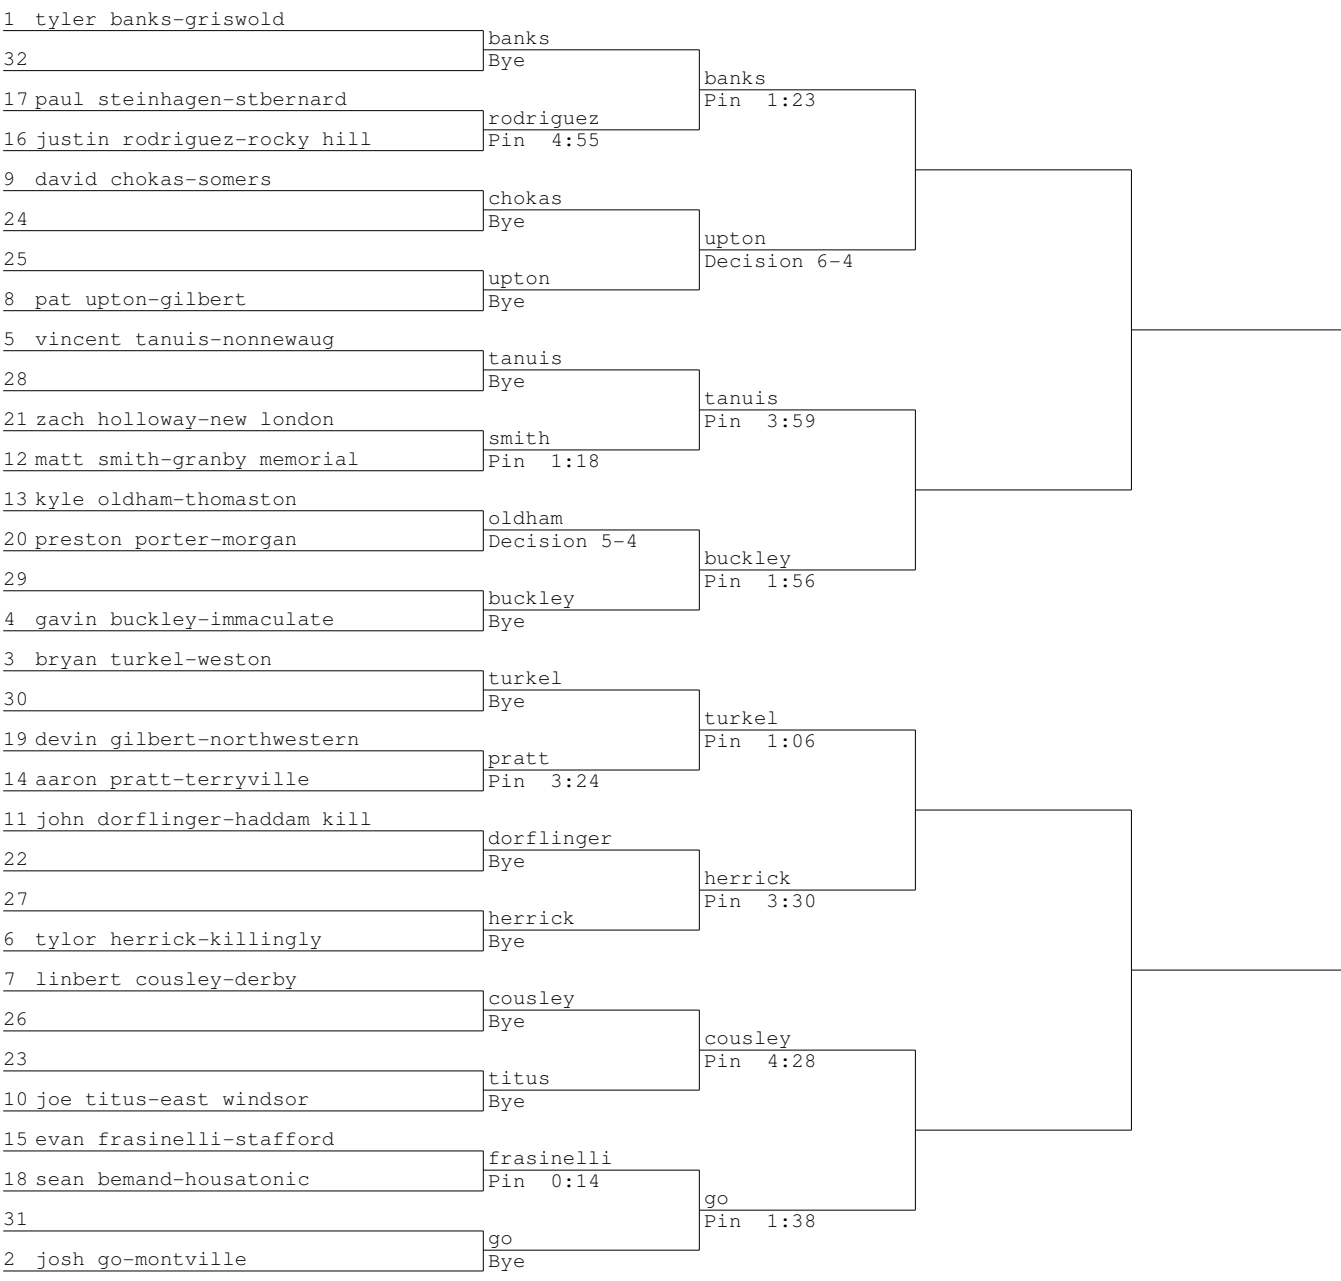 1 tyler banks-griswold
banks
32
Bye
banks
17 paul steinhagen-stbernard
Pin 1:23
rodriguez
16 justin rodriguez-rocky hill
Pin 4:55
9 david chokas-somers
chokas
24
Bye
upton
25
Decision 6-4
upton
8 pat upton-gilbert
Bye
5 vincent tanuis-nonnewaug
tanuis
28
Bye
tanuis
21 zach holloway-new london
Pin 3:59
smith
12 matt smith-granby memorial
Pin 1:18
13 kyle oldham-thomaston
oldham
20 preston porter-morgan
Decision 5-4
buckley
29
Pin 1:56
buckley
4 gavin buckley-immaculate
Bye
3 bryan turkel-weston
turkel
30
Bye
turkel
19 devin gilbert-northwestern
Pin 1:06
pratt
14 aaron pratt-terryville
Pin 3:24
11 john dorflinger-haddam kill
dorflinger
22
Bye
herrick
27
Pin 3:30
herrick
6 tylor herrick-killingly
Bye
7 linbert cousley-derby
cousley
26
Bye
cousley
23
Pin 4:28
titus
10 joe titus-east windsor
Bye
15 evan frasinelli-stafford
frasinelli
18 sean bemand-housatonic
Pin 0:14
go
31
Pin 1:38
go
2 josh go-montville
Bye